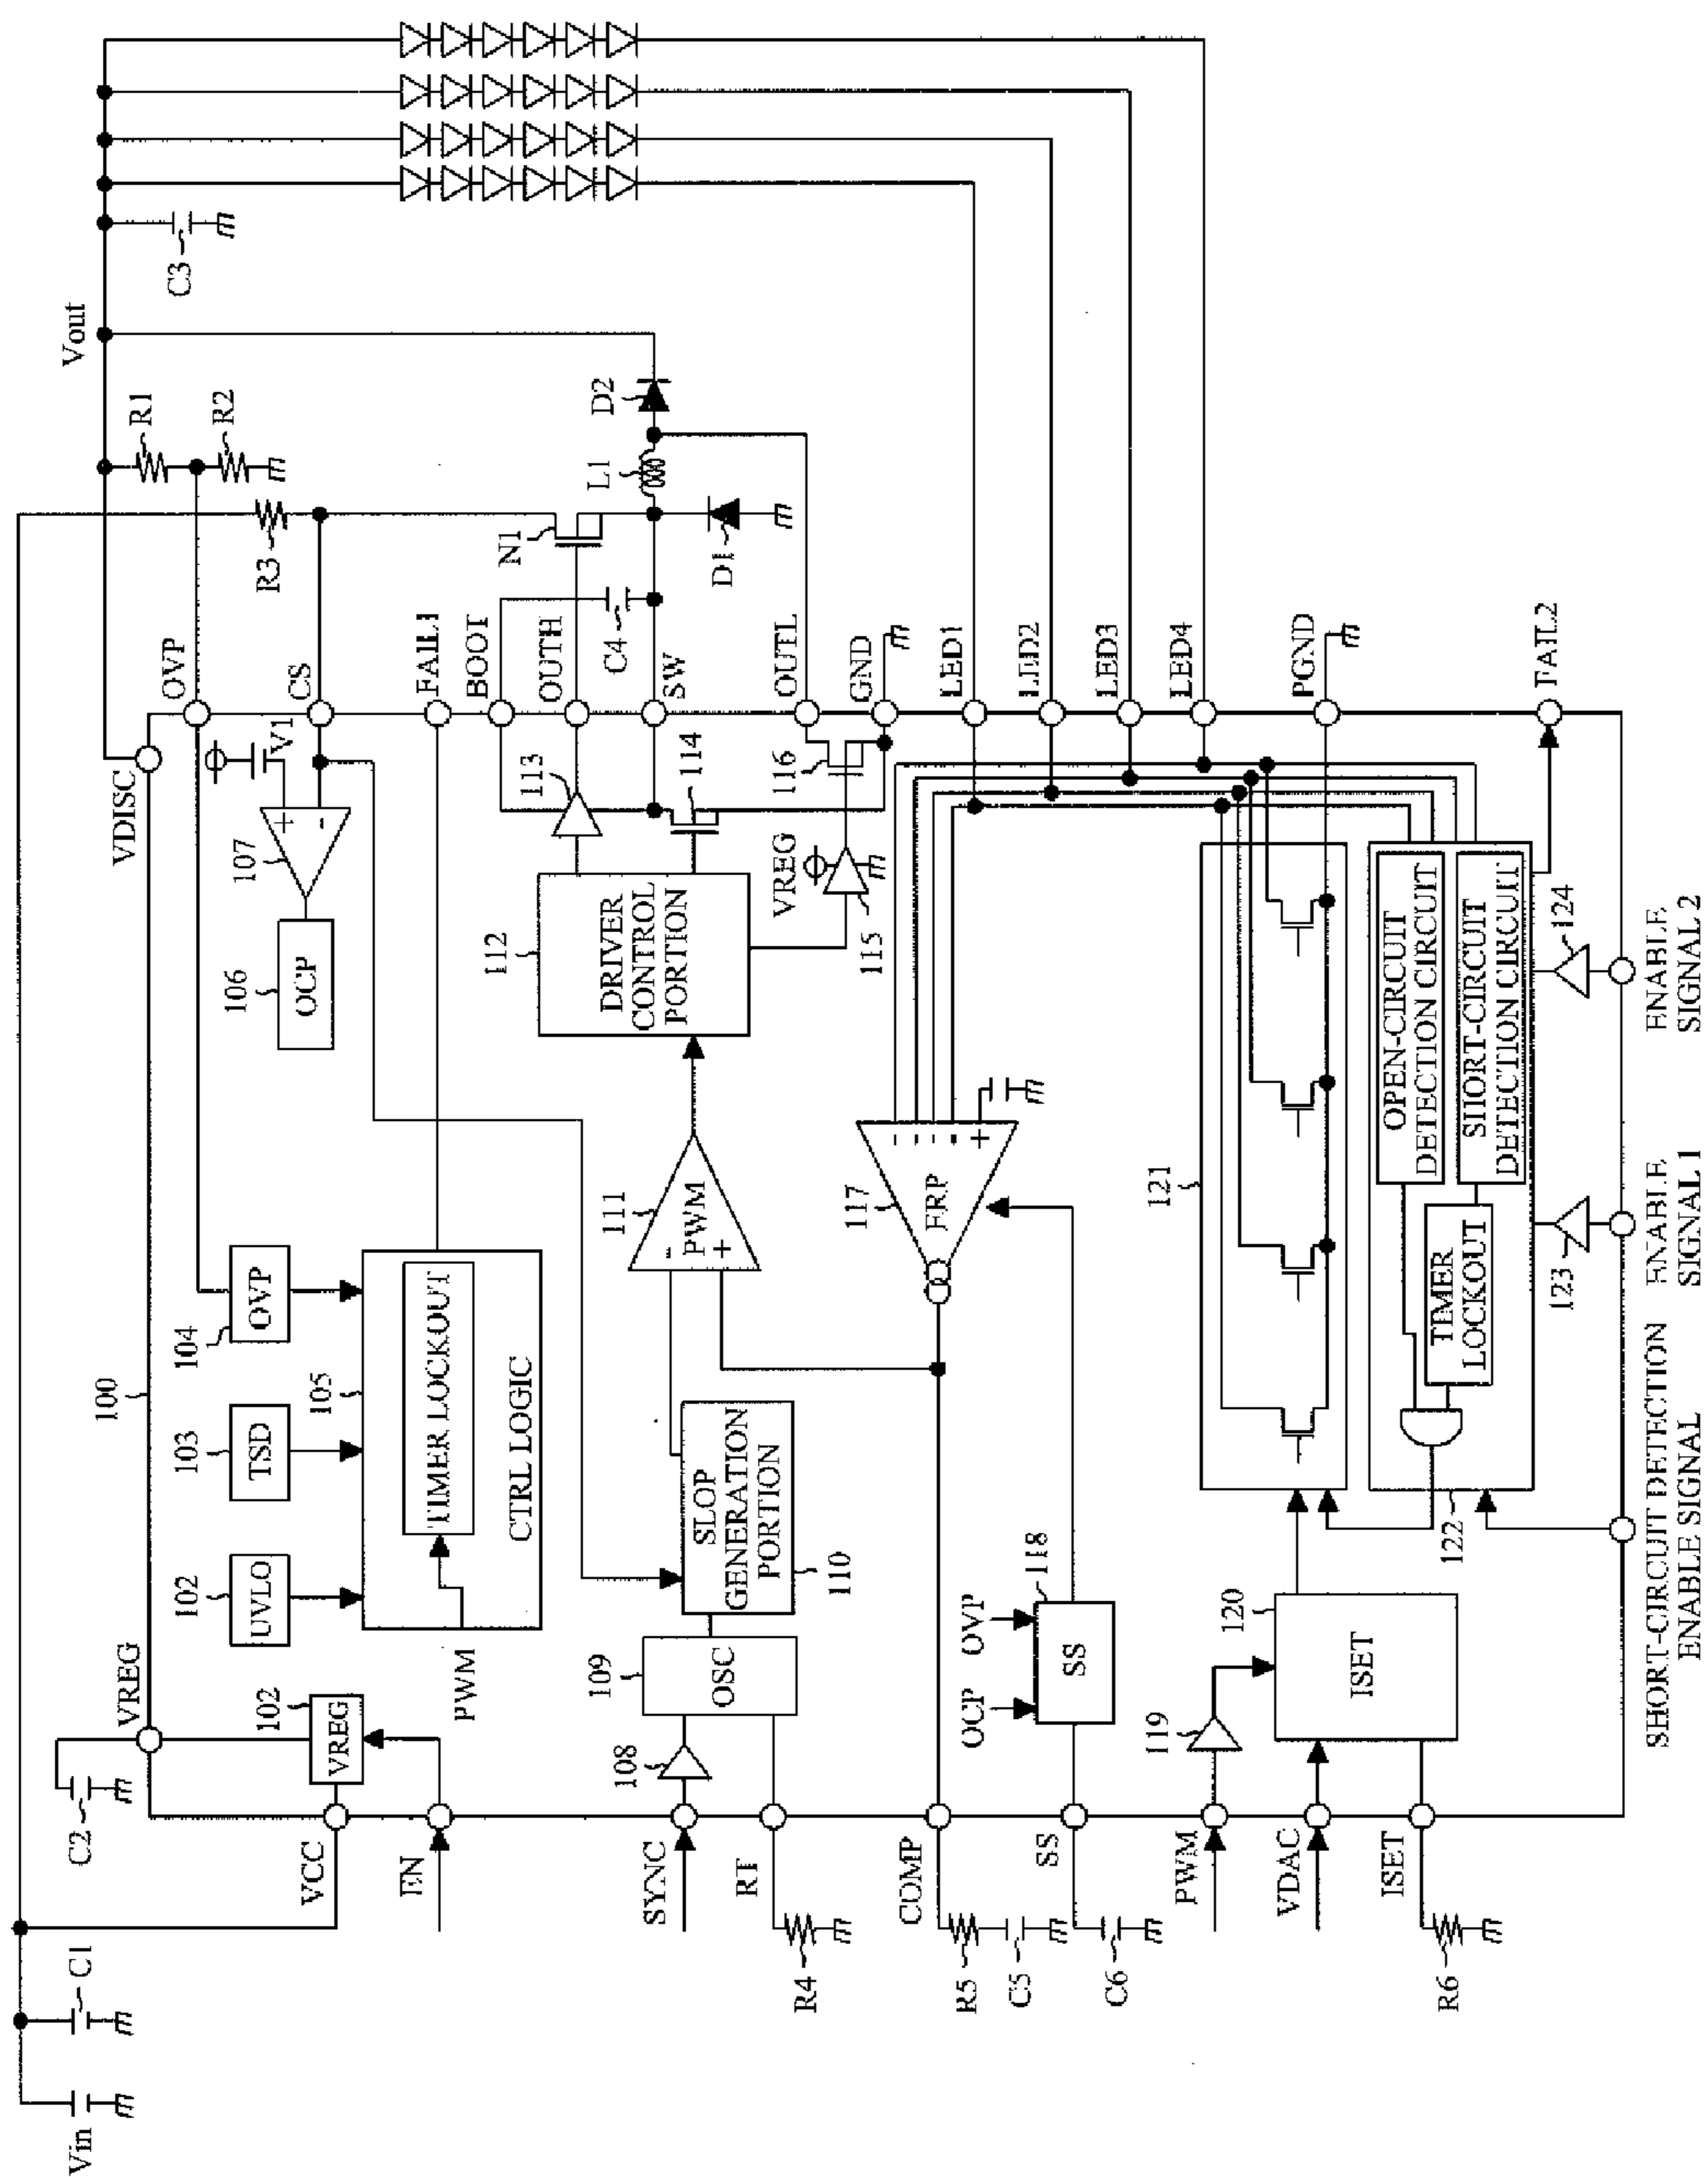 Vin
C1
C2
VREG
100
VDISC
Vout
C3
R1
R2
R3
VCC
EN
102
VREG
102
UVLO
103
TSD
104
OVP
105
TIMER LOCKOUT
CTRL LOGIC
PWM
106
OCP
107
V1
OVP
CS
FAIL1
BOOT
OUTH
SW
OUTL
GND
N1
C4
D1
L1
D2
SYNC
RT
R4
108
109
OSC
110
SLOP
GENERATION
PORTION
111
PWM
112
DRIVER
CONTROL
PORTION
113
114
VREG
115
116
COMP
R5
C5
SS
C6
OCP
OVP
118
SS
117
ERR
LED1
LED2
LED3
LED4
PGND
FAIL2
PWM
119
VDAC
ISET
R6
120
ISET
121
122
TIMER
LOCKOUT
OPEN-CIRCUIT
DETECTION CIRCUIT
SHORT-CIRCUIT
DETECTION CIRCUIT
123
124
SHORT-CIRCUIT DETECTION
ENABLE SIGNAL
ENABLE
SIGNAL 1
ENABLE
SIGNAL 2